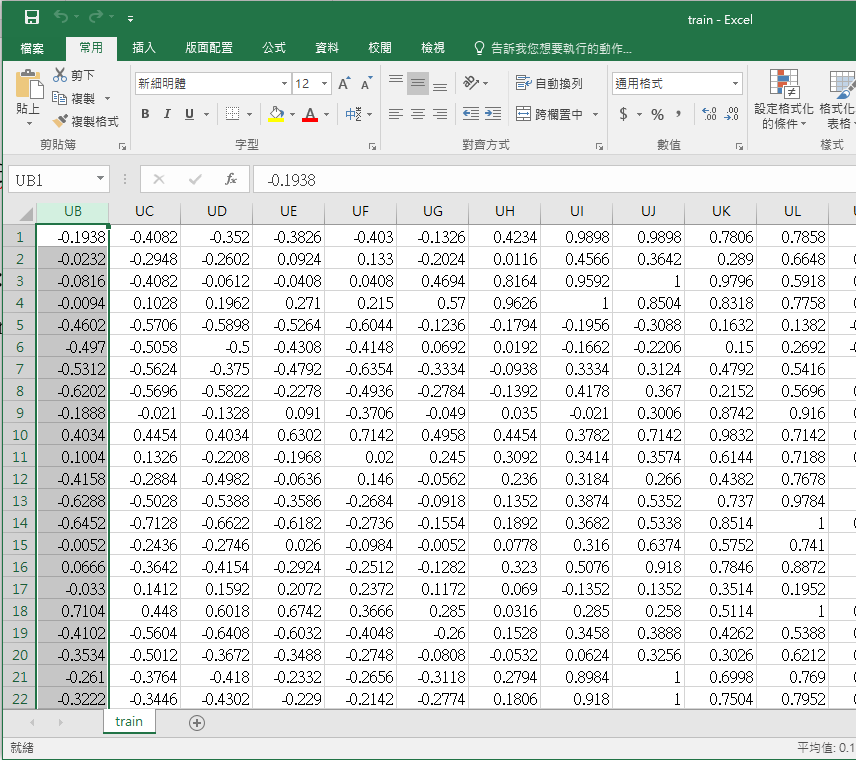 train - Excel
檔案 常用 插入 版面配置 公式 資料 校閱 檢視 告訴我您想要執行的動作...
貼上 剪下 複製 複製格式 剪貼簿
新細明體 12 A A
B I U A 中 字型
自動換列 跨欄置中 對齊方式
通用格式 $ % , .00 .00 數值
設定格式化的條件 格式化 表格 樣式
UB1 fx -0.1938
UB UC UD UE UF UG UH UI UJ UK UL
1 -0.1938 -0.4082 -0.352 -0.3826 -0.403 -0.1326 0.4234 0.9898 0.9898 0.7806 0.7858
2 -0.0232 -0.2948 -0.2602 0.0924 0.133 -0.2024 0.0116 0.4566 0.3642 0.289 0.6648
3 -0.0816 -0.4082 -0.0612 -0.0408 0.0408 0.4694 0.8164 0.9592 1 0.9796 0.5918
4 -0.0094 0.1028 0.1962 0.271 0.215 0.57 0.9626 1 0.8504 0.8318 0.7758
5 -0.4602 -0.5706 -0.5898 -0.5264 -0.6044 -0.1236 -0.1794 -0.1956 -0.3088 0.1632 0.1382
6 -0.497 -0.5058 -0.5 -0.4308 -0.4148 0.0692 0.0192 -0.1662 -0.2206 0.15 0.2692
7 -0.5312 -0.5624 -0.375 -0.4792 -0.6354 -0.3334 -0.0938 0.3334 0.3124 0.4792 0.5416
8 -0.6202 -0.5696 -0.5822 -0.2278 -0.4936 -0.2784 -0.1392 0.4178 0.367 0.2152 0.5696
9 -0.1888 -0.021 -0.1328 0.091 -0.3706 -0.049 0.035 -0.021 0.3006 0.8742 0.916
10 0.4034 0.4454 0.4034 0.6302 0.7142 0.4958 0.4454 0.3782 0.7142 0.9832 0.7142
11 0.1004 0.1326 -0.2208 -0.1968 0.02 0.245 0.3092 0.3414 0.3574 0.6144 0.7188
12 -0.4158 -0.2884 -0.4982 -0.0636 0.146 -0.0562 0.236 0.3184 0.266 0.4382 0.7678
13 -0.6288 -0.5028 -0.5388 -0.3586 -0.2684 -0.0918 0.1352 0.3874 0.5352 0.737 0.9784
14 -0.6452 -0.7128 -0.6622 -0.6182 -0.2736 -0.1554 0.1892 0.3682 0.5338 0.8514 1
15 -0.0052 -0.2436 -0.2746 0.026 -0.0984 -0.0052 0.0778 0.316 0.6374 0.5752 0.741
16 0.0666 -0.3642 -0.4154 -0.2924 -0.2512 -0.1282 0.323 0.5076 0.918 0.7846 0.8872
17 -0.033 0.1412 0.1592 0.2072 0.2372 0.1172 0.069 -0.1352 0.1352 0.3514 0.1952
18 0.7104 0.448 0.6018 0.6742 0.3666 0.285 0.0316 0.285 0.258 0.5114 1
19 -0.4102 -0.5604 -0.6408 -0.6032 -0.4048 -0.26 0.1528 0.3458 0.3888 0.4262 0.5388
20 -0.3534 -0.5012 -0.3672 -0.3488 -0.2748 -0.0808 -0.0532 0.0624 0.3256 0.3026 0.6212
21 -0.261 -0.3764 -0.418 -0.2332 -0.2656 -0.3118 0.2794 0.8984 1 0.6998 0.769
22 -0.3222 -0.3446 -0.4302 -0.229 -0.2142 -0.2774 0.1806 0.918 1 0.7504 0.7952
train
就緒 平均值: 0.1